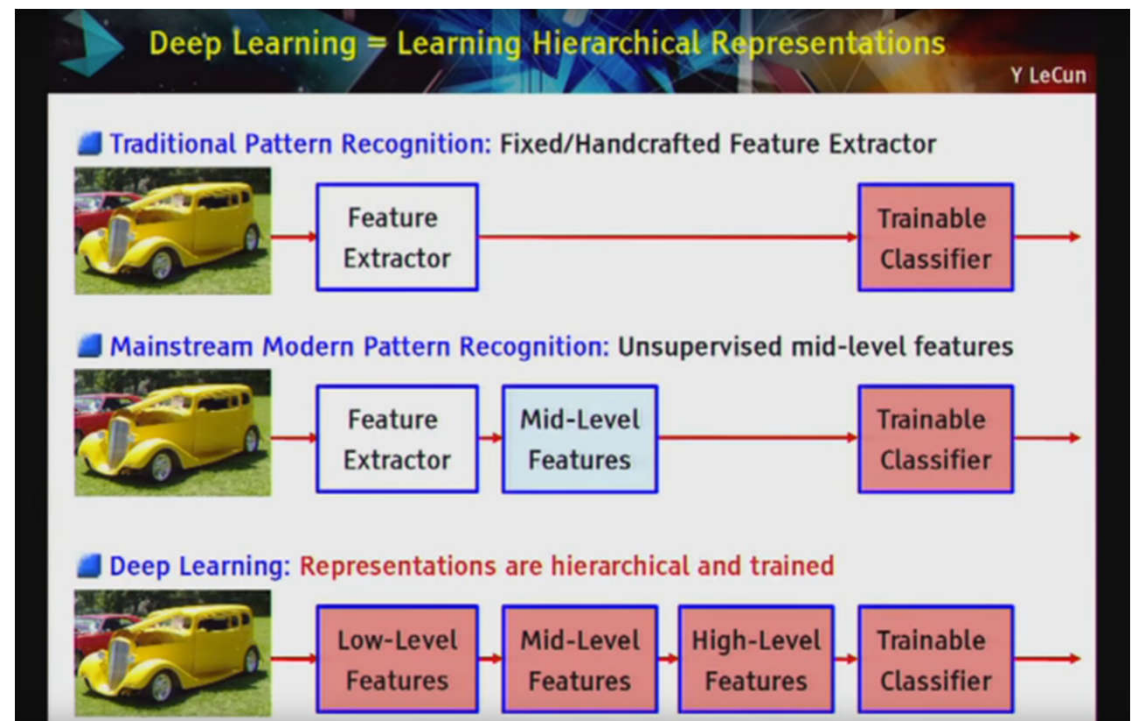 Deep Learning = Learning Hierarchical Representations
Y LeCun
Traditional Pattern Recognition: Fixed/Handcrafted Feature Extractor
Feature
Extractor
Trainable
Classifier
Mainstream Modern Pattern Recognition: Unsupervised mid-level features
Feature
Extractor
Mid-Level
Features
Trainable
Classifier
Deep Learning: Representations are hierarchical and trained
Low-Level
Features
Mid-Level
Features
High-Level
Features
Trainable
Classifier